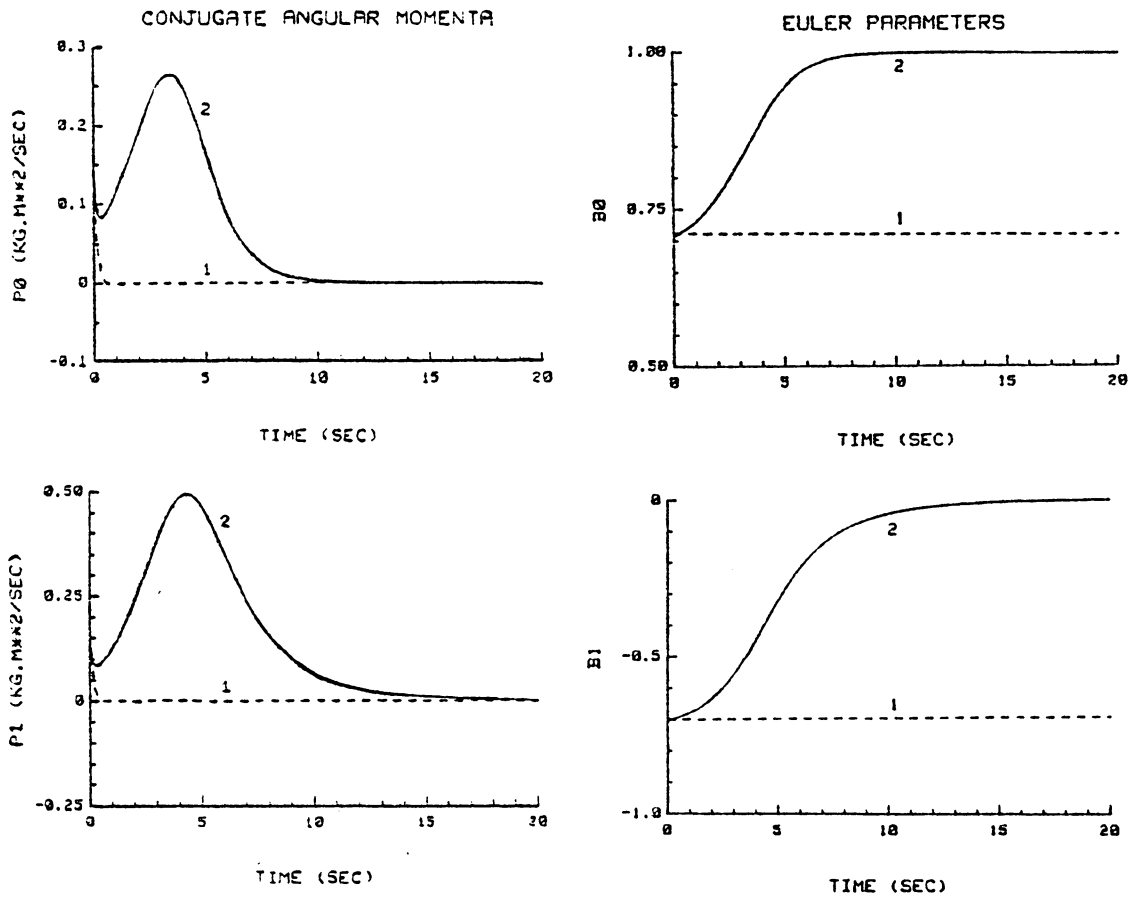 CONJUGATE ANGULAR MOMENTA
P0 (KG.M**2/SEC)
0.3
0.2
0.1
0
-0.1
2
1
0 5 10 15 20
TIME (SEC)
EULER PARAMETERS
B0
1.00
0.75
0.50
2
1
0 5 10 15 20
TIME (SEC)
P1 (KG.M**2/SEC)
0.50
0.25
0
-0.25
2
1
0 5 10 15 20
TIME (SEC)
B1
0
-0.5
-1.0
2
1
0 5 10 15 20
TIME (SEC)